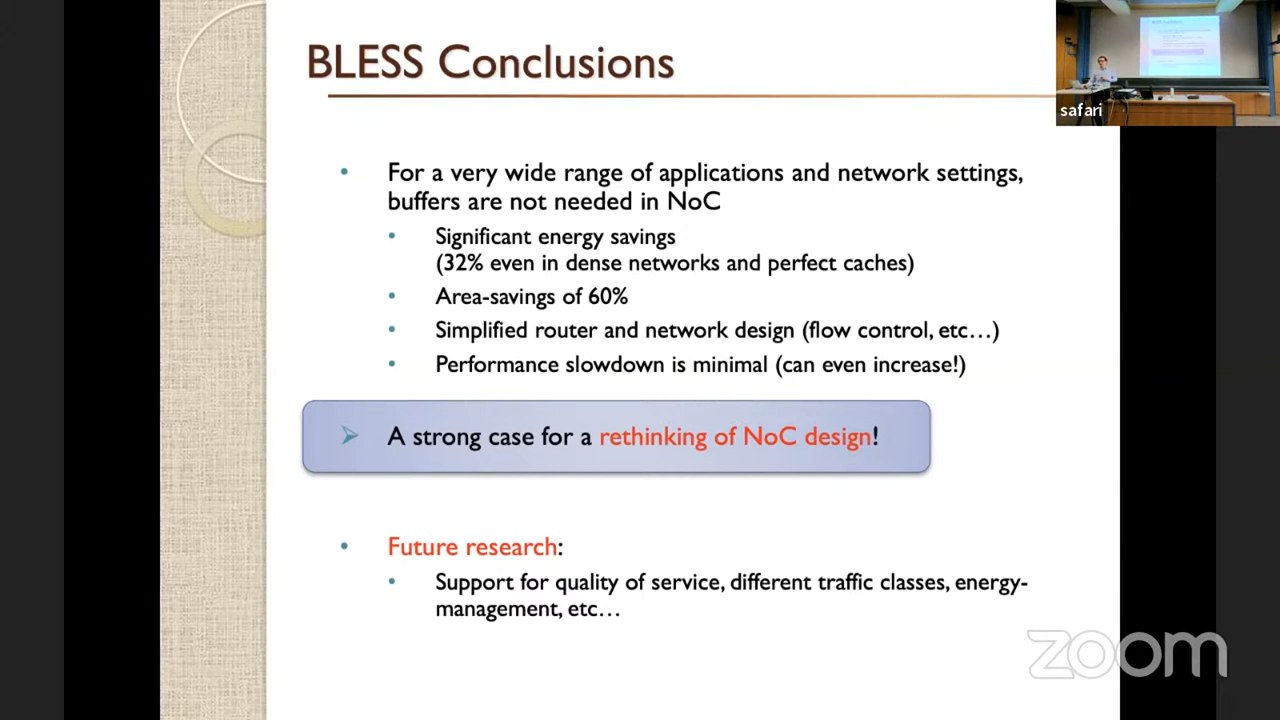 BLESS Conclusions
safari
• For a very wide range of applications and network settings,
buffers are not needed in NoC
• Significant energy savings
(32% even in dense networks and perfect caches)
• Area-savings of 60%
• Simplified router and network design (flow control, etc…)
• Performance slowdown is minimal (can even increase!)
➢ A strong case for a rethinking of NoC design!
• Future research:
• Support for quality of service, different traffic classes, energy-
management, etc…
zoom